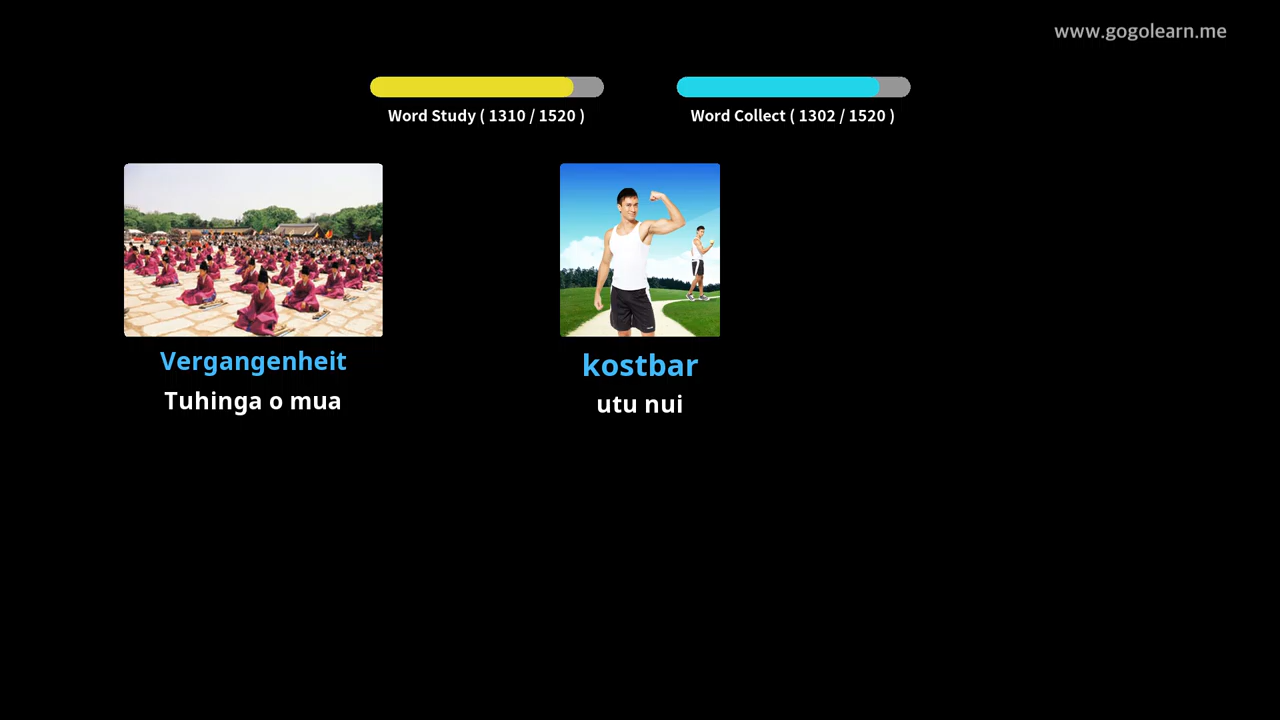 www.gogolearn.me
Word Study ( 1310 / 1520 )
Word Collect ( 1302 / 1520 )
Vergangenheit
Tuhinga o mua
kostbar
utu nui